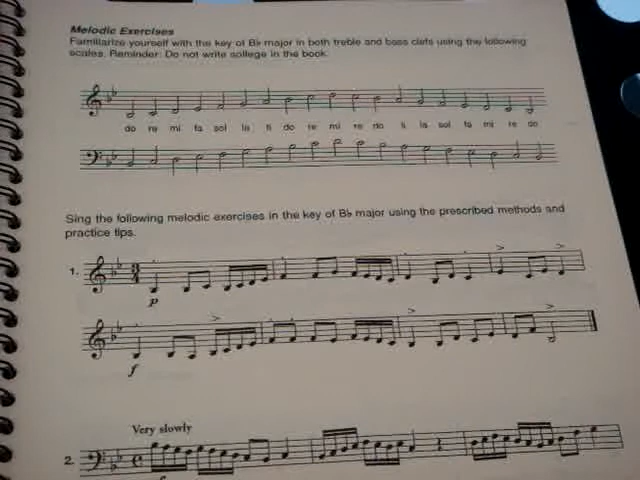 Melodic Exercises
Familiarize yourself with the key of B♭ major in both treble and bass clefs using the following
scales. Reminder: Do not write solfege in the book.
do re mi fa sol la ti do re mi re do ti la sol fa mi re do
Sing the following melodic exercises in the key of B♭ major using the prescribed methods and
practice tips.
1.
3
4
p
f
Very slowly
2.